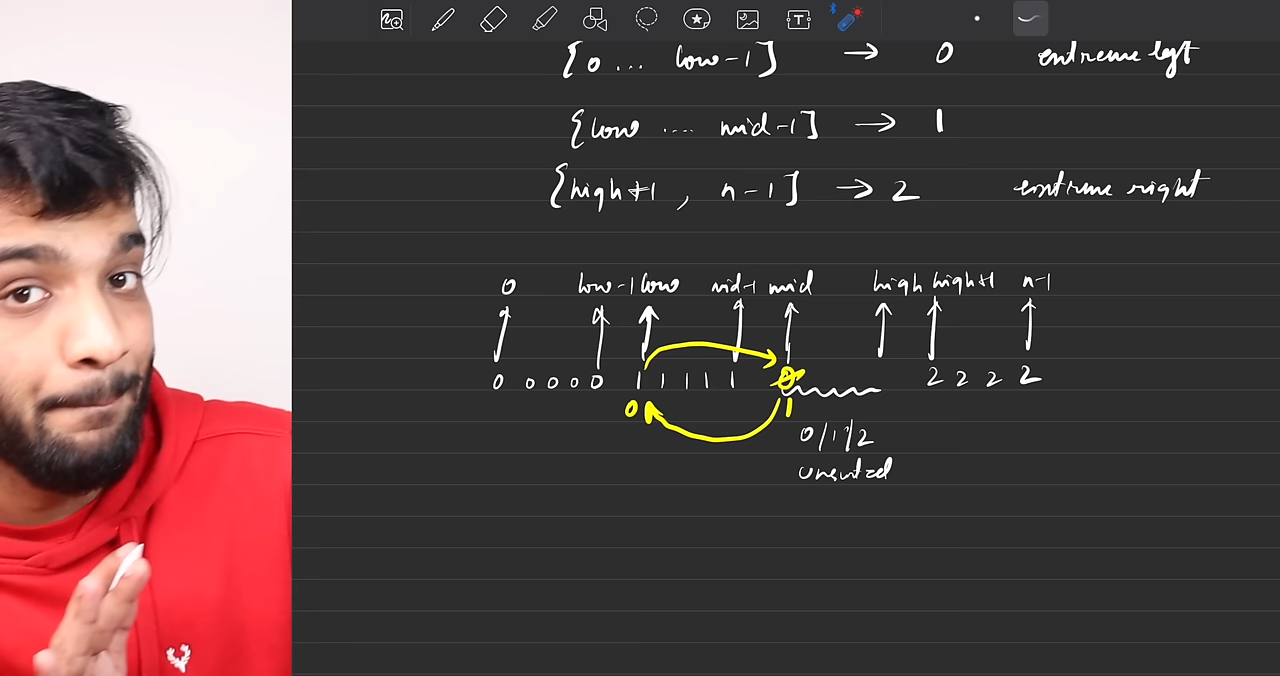 [0 ... low-1] → 0 extreme left
[low .... mid-1] → 1
[high+1, n-1] → 2 extreme right
0 low-1 low mid-1 mid high high+1 n-1
0 0 0 0 0 1 1 1 1 1 0 2 2 2 2
0 1
0/1/2
unsorted
T